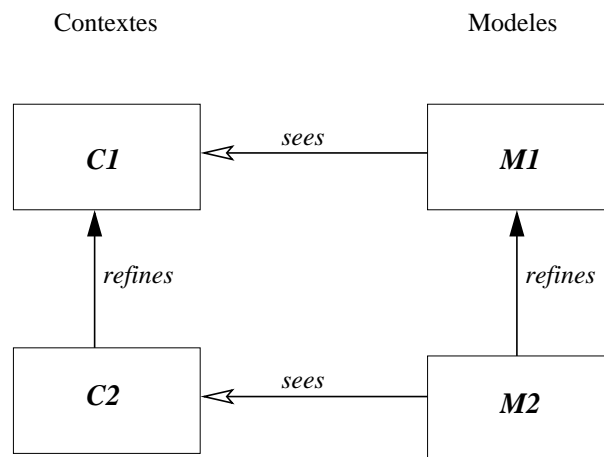 Contextes Modeles
sees
C1 M1
refines refines
sees
C2 M2